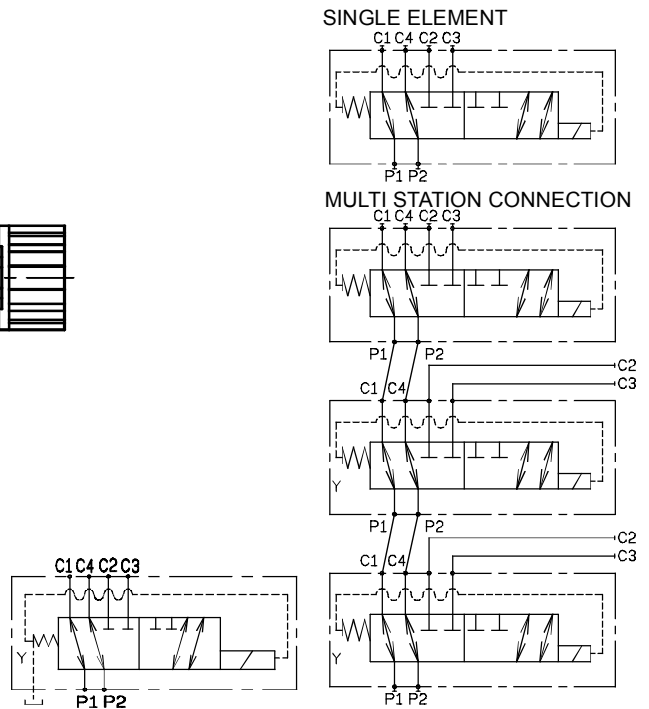 SINGLE ELEMENT
C1 C4 C2 C3
P1 P2
MULTI STATION CONNECTION
C1 C4 C2 C3
P1 P2
C2
C3
C1 C4
Y
P1 P2
C2
C3
C1 C4
Y
P1 P2
C1 C4 C2 C3
Y
P1 P2